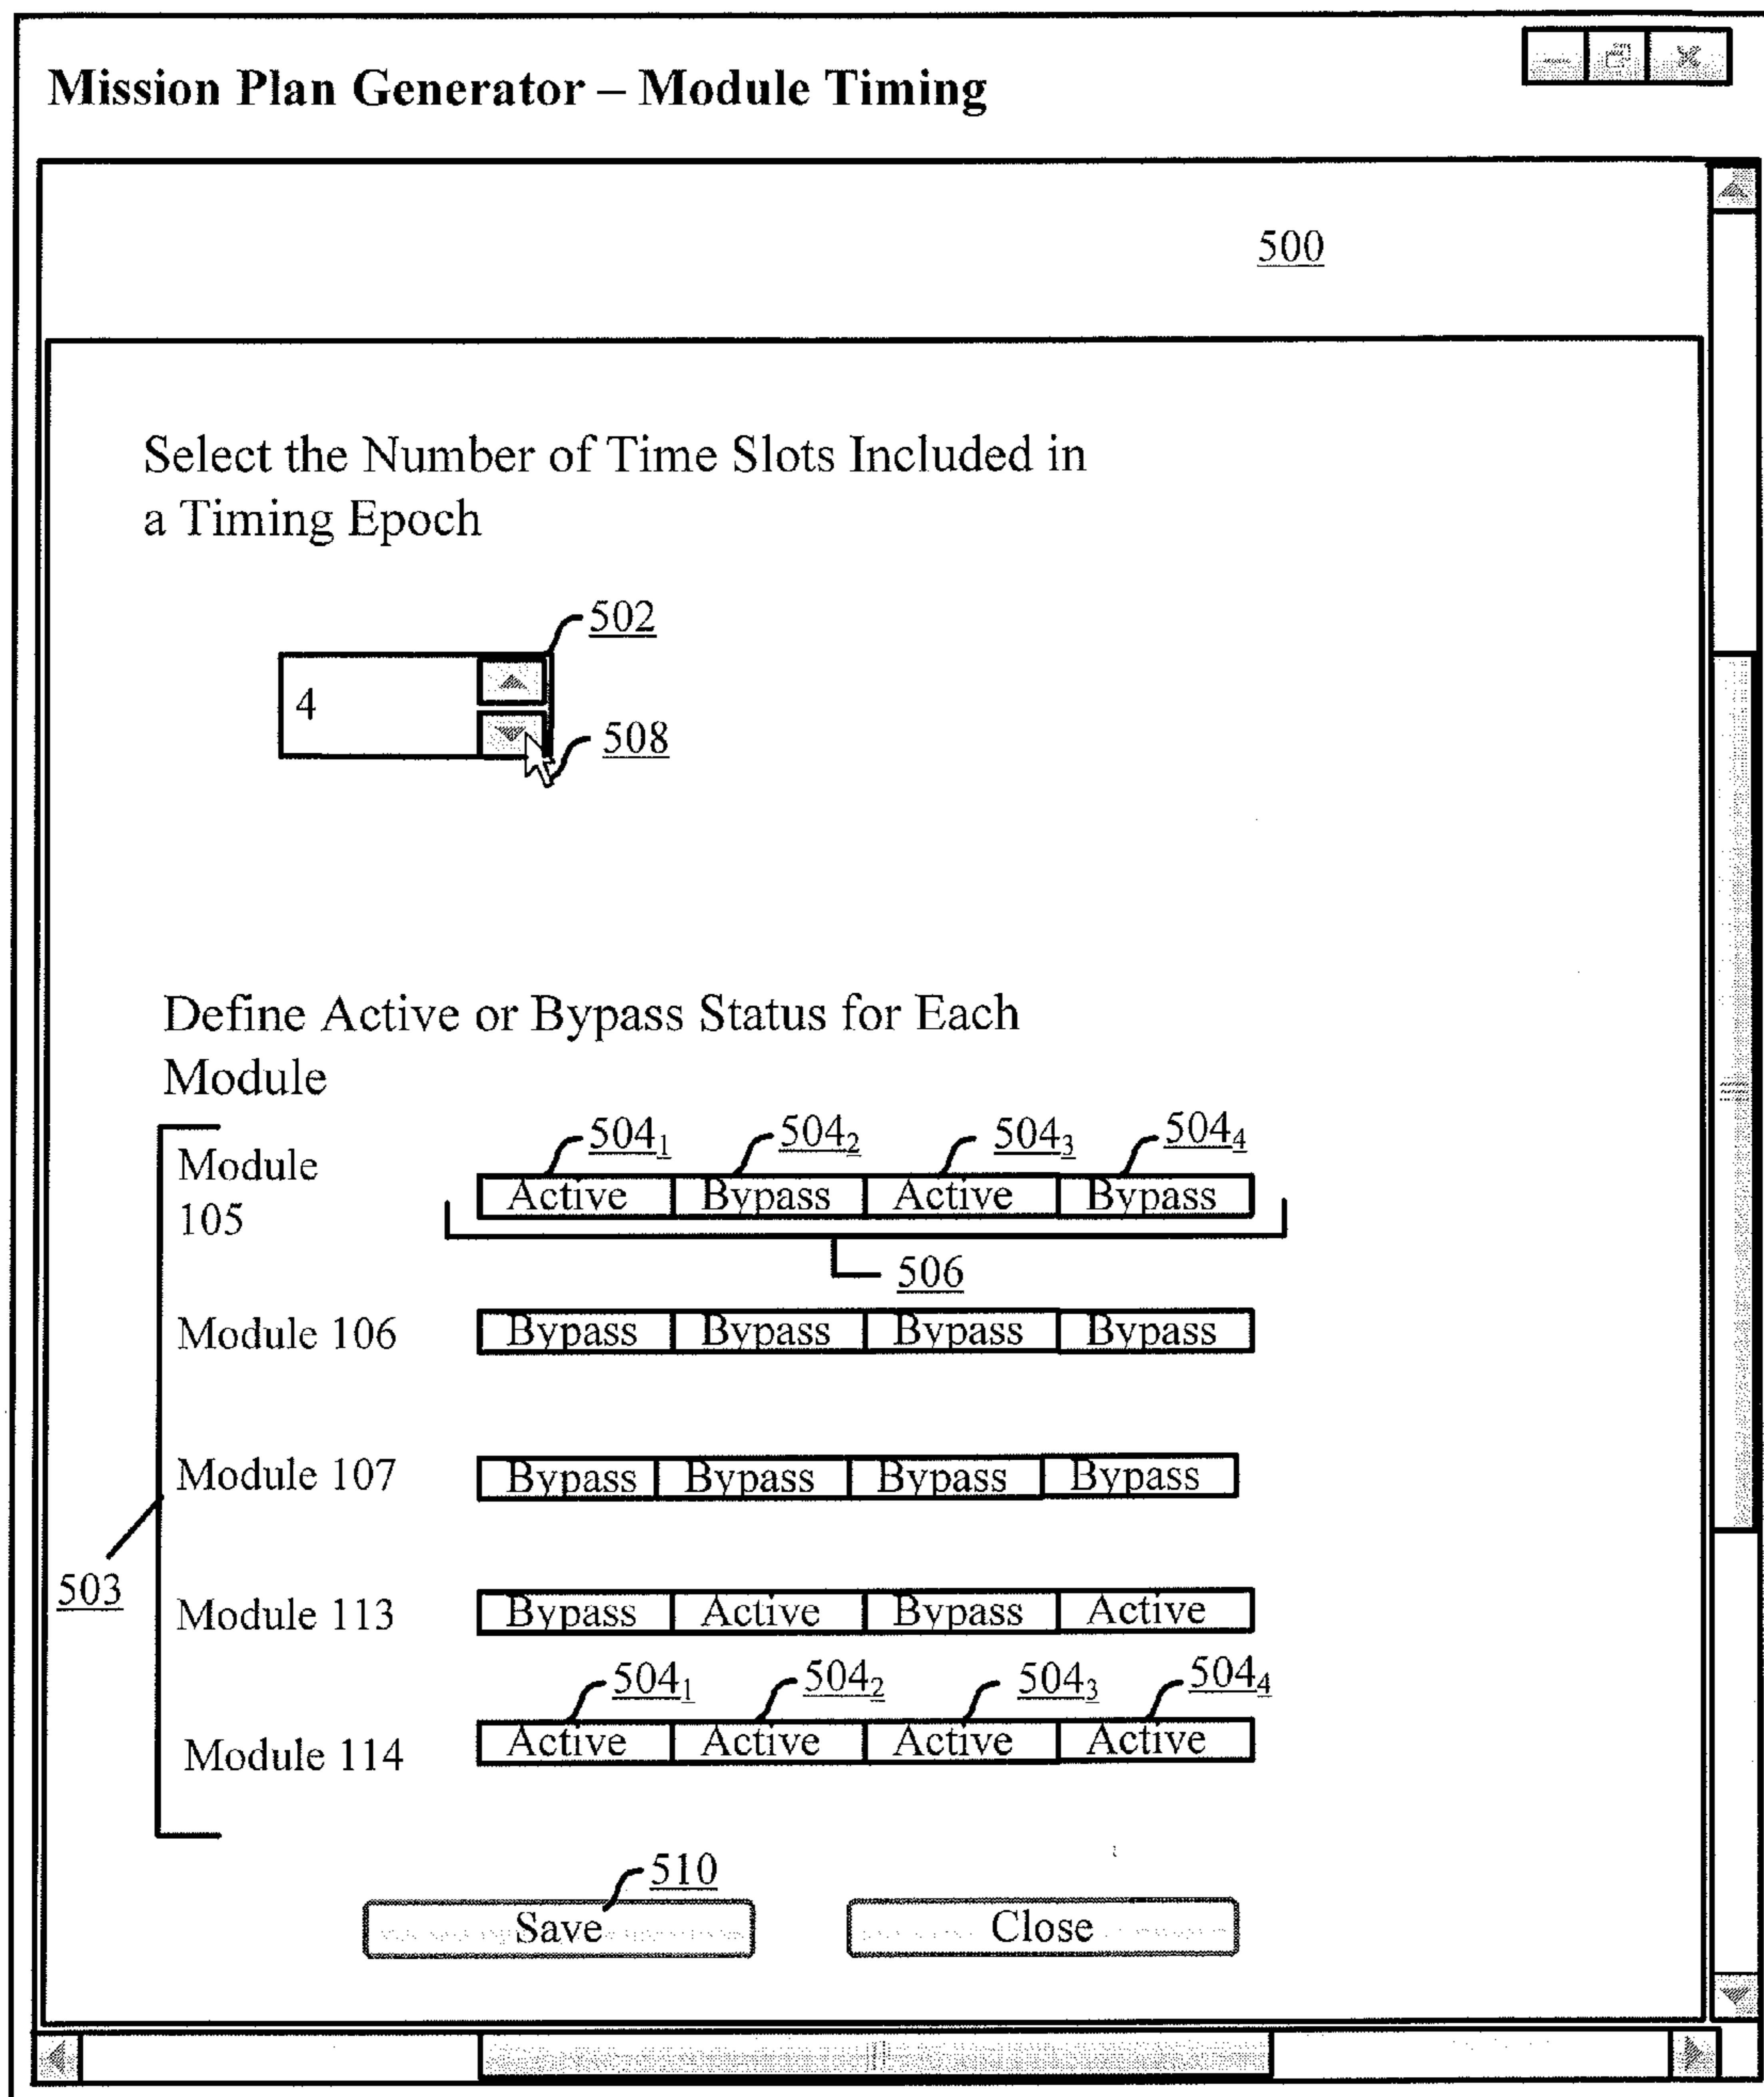 Mission Plan Generator – Module Timing
500
Select the Number of Time Slots Included in
a Timing Epoch
502
4
508
Define Active or Bypass Status for Each
Module
504₁ 504₂ 504₃ 504₄
Module
105
Active Bypass Active Bypass
506
Module 106 Bypass Bypass Bypass Bypass
Module 107 Bypass Bypass Bypass Bypass
503
Module 113 Bypass Active Bypass Active
504₁ 504₂ 504₃ 504₄
Module 114 Active Active Active Active
510
Save Close